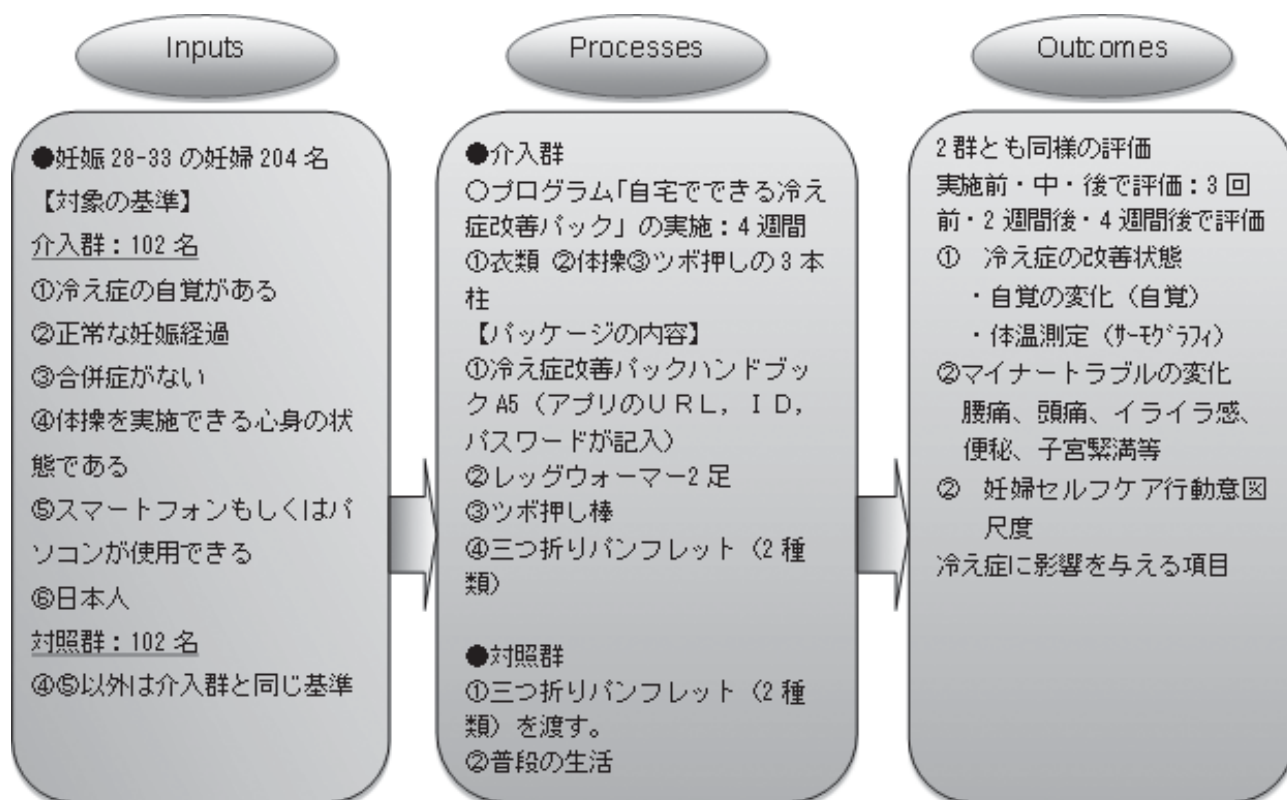 Inputs
●妊娠28-33の妊婦204名
【対象の基準】
介入群：102名
①冷え症の自覚がある
②正常な妊娠経過
③合併症がない
④体操を実施できる心身の状
態である
⑤スマートフォンもしくはパ
ソコンが使用できる
⑥日本人
対照群：102名
④⑤以外は介入群と同じ基準
Processes
●介入群
○プログラム「自宅でできる冷え
症改善パック」の実施：4週間
①衣類 ②体操③ツボ押しの3本
柱
【パッケージの内容】
①冷え症改善パックハンドブッ
クA5（アプリのＵＲＬ，ＩＤ，
パスワードが記入）
②レッグウォーマー2足
③ツボ押し棒
④三つ折りパンフレット（2種
類）
●対照群
①三つ折りパンフレット（2種
類）を渡す。
②普段の生活
Outcomes
2群とも同様の評価
実施前・中・後で評価：3回
前・2週間後・4週間後で評価
① 冷え症の改善状態
・自覚の変化（自覚）
・体温測定（ｻｰﾓｸﾞﾗﾌｨ）
②マイナートラブルの変化
腰痛、頭痛、イライラ感、
便秘、子宮緊満等
② 妊婦セルフケア行動意図
尺度
冷え症に影響を与える項目